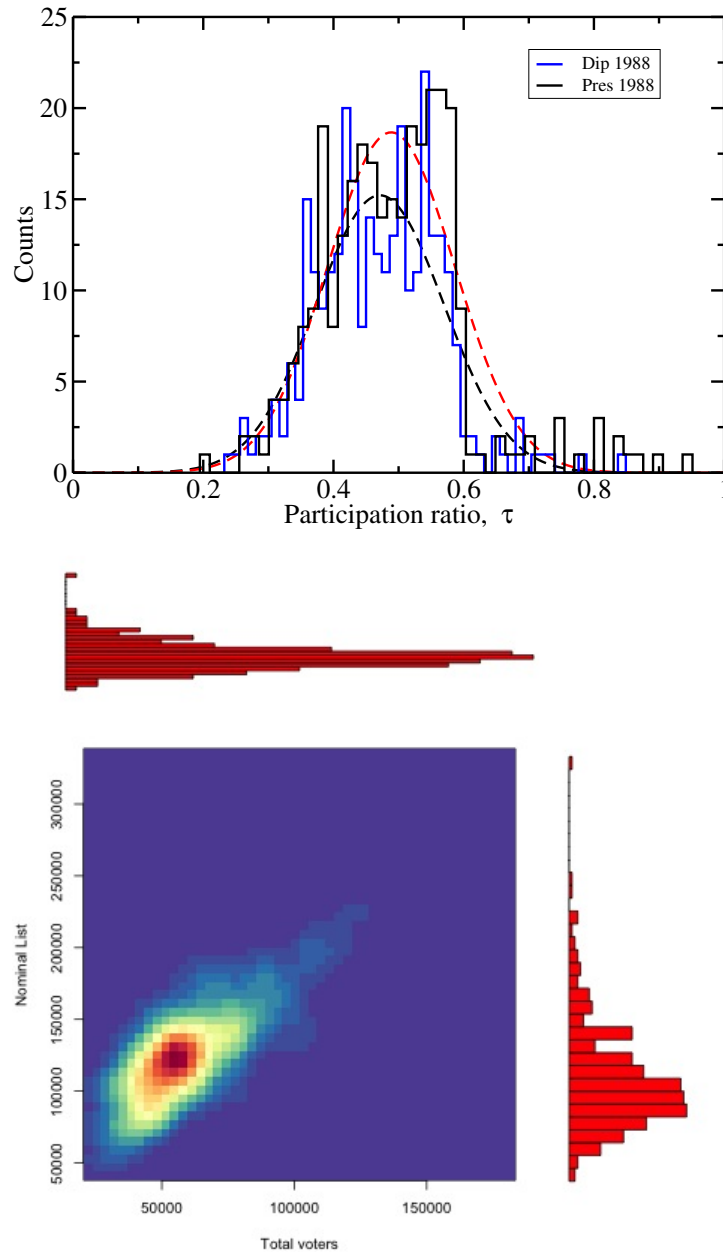 25
20
15
10
5
0
Counts
Dip 1988
Pres 1988
0 0.2 0.4 0.6 0.8 1
Participation ratio, τ
300000
250000
200000
150000
100000
50000
Nominal List
50000 100000 150000
Total voters